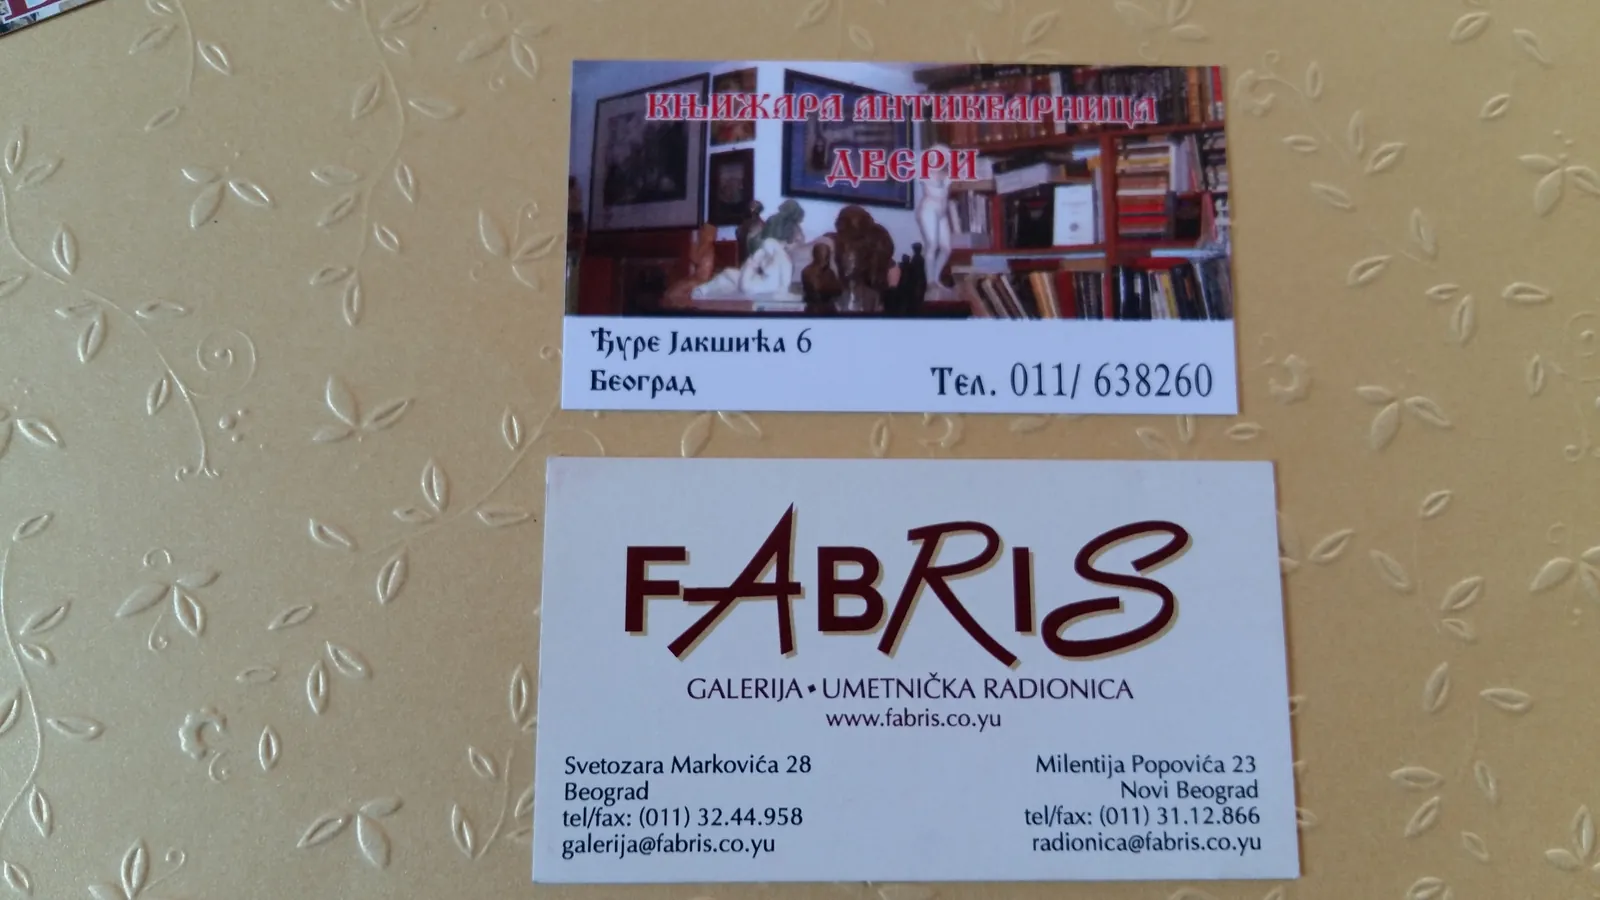 КЊИЖАРА АНТИКВАРНИЦА
ДВЕРИ
Ђуре Јакшића 6
Београд
Тел. 011/ 638260
FABRIS
GALERIJA • UMETNIČKA RADIONICA
www.fabris.co.yu
Svetozara Markovića 28
Beograd
tel/fax: (011) 32.44.958
galerija@fabris.co.yu
Milentija Popovića 23
Novi Beograd
tel/fax: (011) 31.12.866
radionica@fabris.co.yu